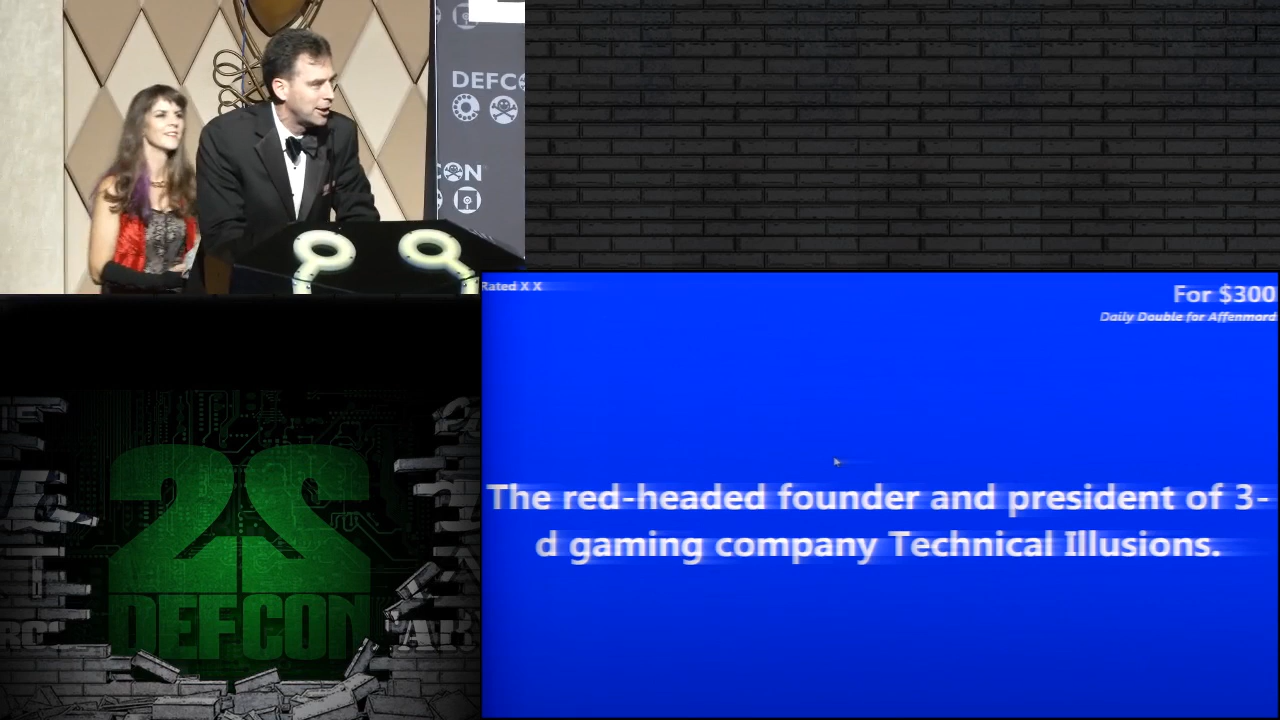 DEFC
CON
Rated X X
For $300
Daily Double for Affenmord
The red-headed founder and president of 3-
d gaming company Technical Illusions.
22
DEFCON